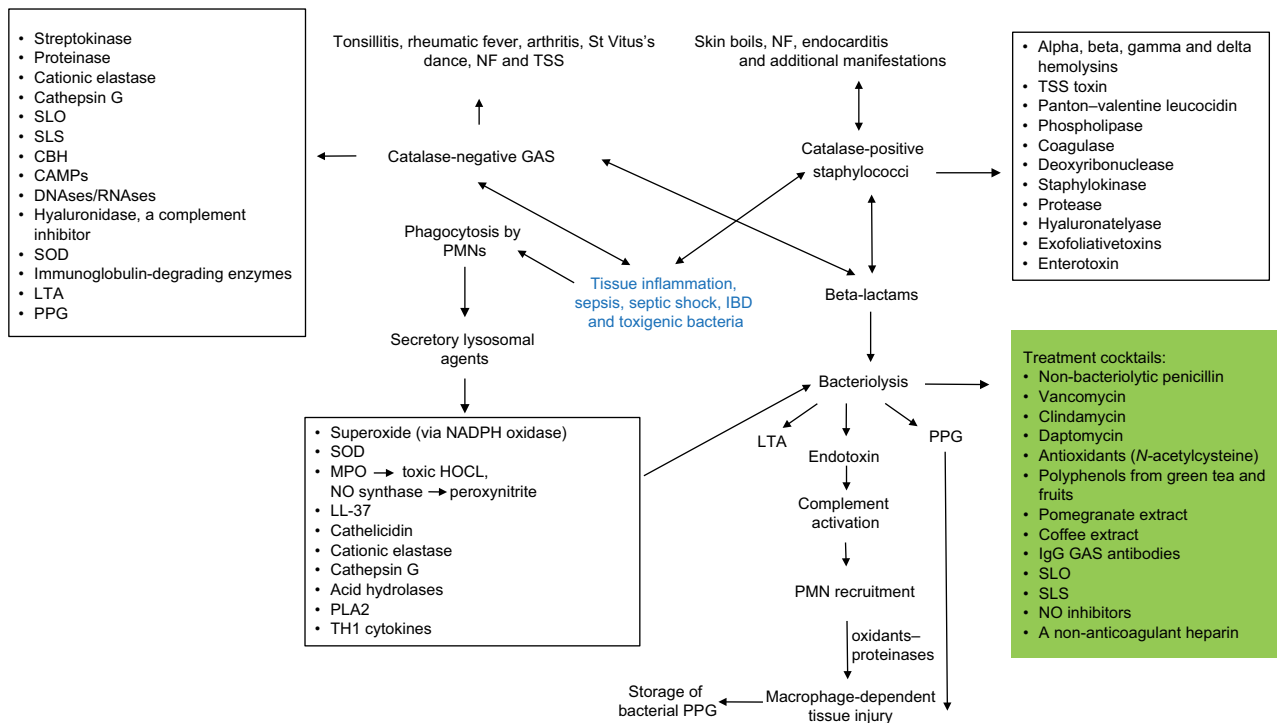 • Streptokinase
• Proteinase
• Cationic elastase
• Cathepsin G
• SLO
• SLS
• CBH
• CAMPs
• DNAses/RNAses
• Hyaluronidase, a complement
inhibitor
• SOD
• Immunoglobulin-degrading enzymes
• LTA
• PPG
Tonsillitis, rheumatic fever, arthritis, St Vitus's
dance, NF and TSS
Skin boils, NF, endocarditis
and additional manifestations
• Alpha, beta, gamma and delta
hemolysins
• TSS toxin
• Panton–valentine leucocidin
• Phospholipase
• Coagulase
• Deoxyribonuclease
• Staphylokinase
• Protease
• Hyaluronatelyase
• Exofoliativetoxins
• Enterotoxin
Catalase-negative GAS
Catalase-positive
staphylococci
Phagocytosis by
PMNs
Tissue inflammation,
sepsis, septic shock, IBD
and toxigenic bacteria
Beta-lactams
Secretory lysosomal
agents
Bacteriolysis
Treatment cocktails:
• Non-bacteriolytic penicillin
• Vancomycin
• Clindamycin
• Daptomycin
• Antioxidants (N-acetylcysteine)
• Polyphenols from green tea and
fruits
• Pomegranate extract
• Coffee extract
• IgG GAS antibodies
• SLO
• SLS
• NO inhibitors
• A non-anticoagulant heparin
• Superoxide (via NADPH oxidase)
• SOD
• MPO → toxic HOCL,
NO synthase → peroxynitrite
• LL-37
• Cathelicidin
• Cationic elastase
• Cathepsin G
• Acid hydrolases
• PLA2
• TH1 cytokines
LTA
Endotoxin
PPG
Complement
activation
PMN recruitment
oxidants–
proteinases
Storage of
bacterial PPG
Macrophage-dependent
tissue injury